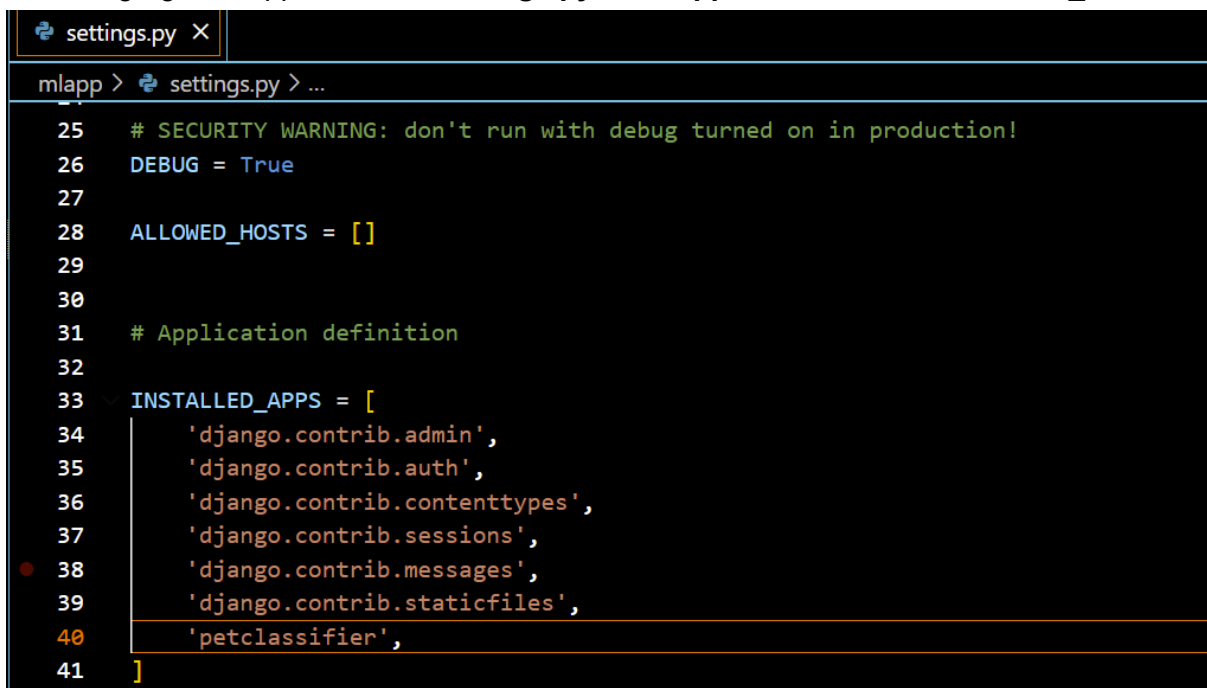 settings.py ×
mlapp > settings.py > ...
25 # SECURITY WARNING: don't run with debug turned on in production!
26 DEBUG = True
27
28 ALLOWED_HOSTS = []
29
30
31 # Application definition
32
33 INSTALLED_APPS = [
34     'django.contrib.admin',
35     'django.contrib.auth',
36     'django.contrib.contenttypes',
37     'django.contrib.sessions',
38     'django.contrib.messages',
39     'django.contrib.staticfiles',
40     'petclassifier',
41 ]